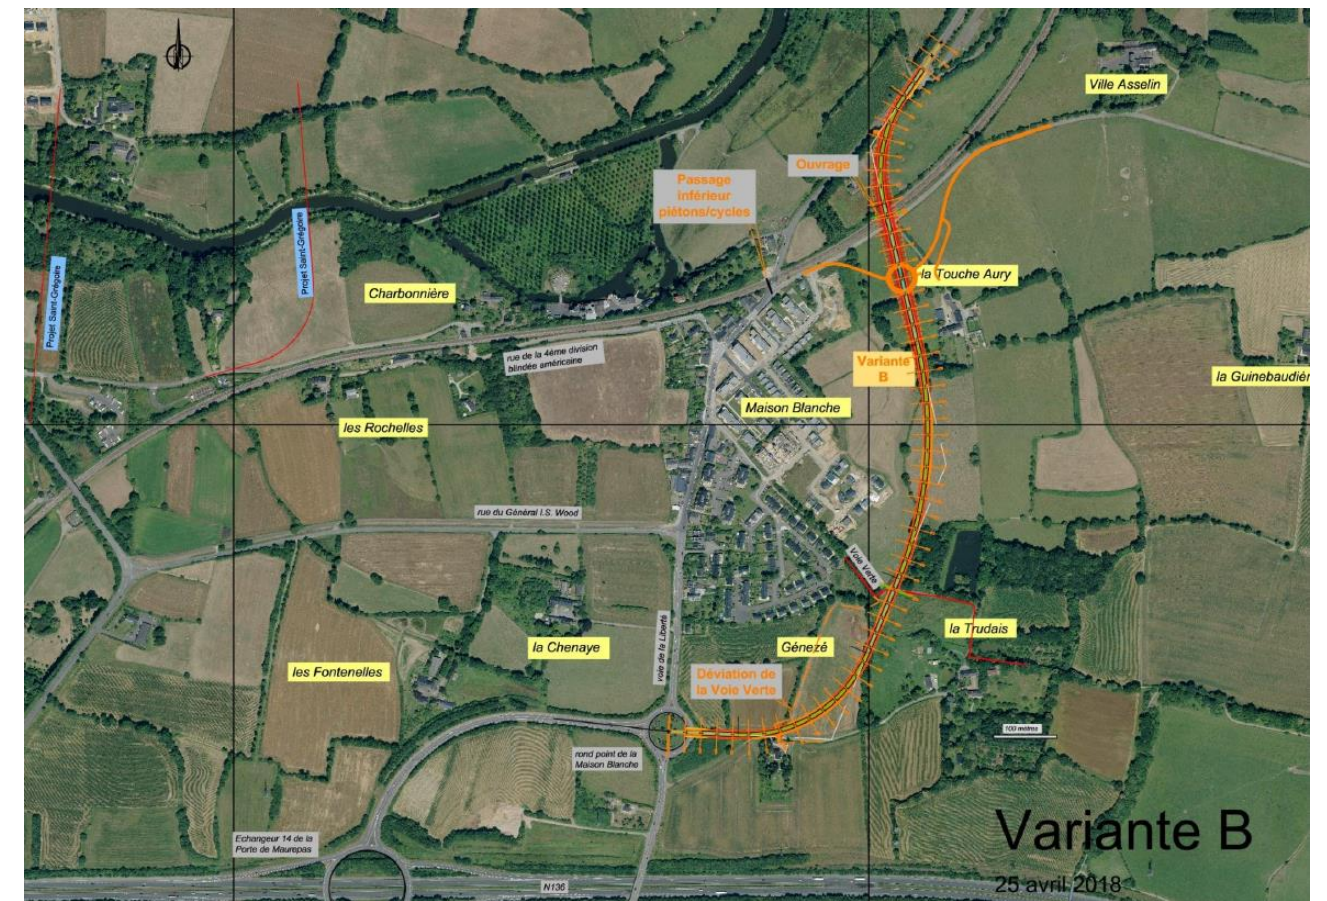 Ville Asselin
Ouvrage
Passage
inférieur
piétons/cycles
Projet Saint-Grégoire
Projet Saint-Grégoire
Charbonnière
la Touche Aury
rue de la 4ème division
blindée américaine
Variante
B
la Guinebaudièr
Maison Blanche
les Rochelles
rue du Général I.S. Wood
Voie Verte
la Trudais
voie de la Liberté
la Chenaye
Génezé
les Fontenelles
Déviation de
la Voie Verte
100 mètres
rond point de la
Maison Blanche
Variante B
Echangeur 14 de la
Porte de Maurepas
N136
25 avril 2018